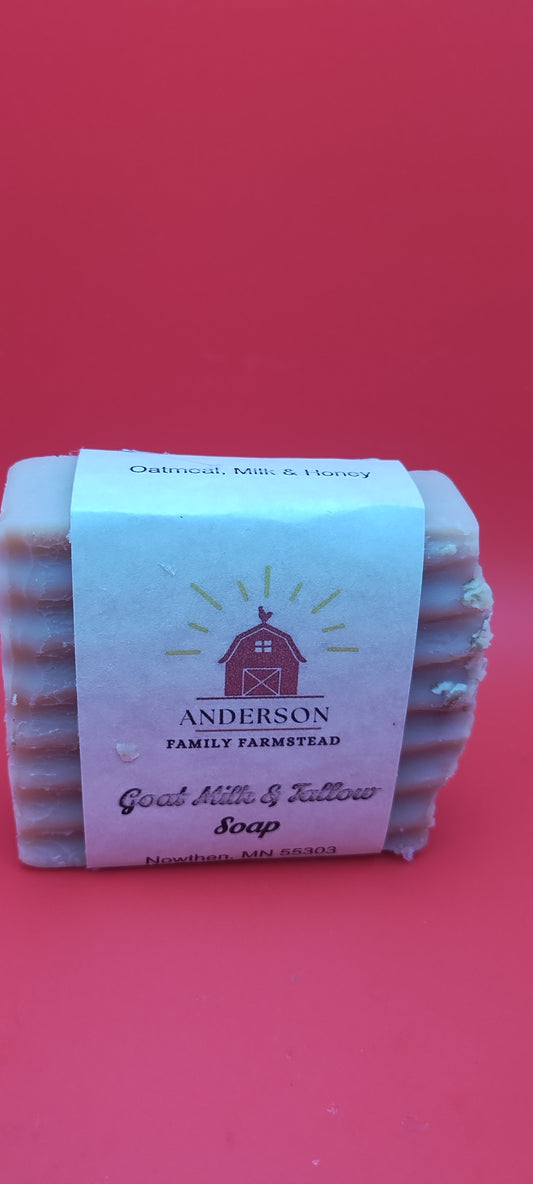 Oatmeal, Milk & Honey
ANDERSON
FAMILY FARMSTEAD
Goat Milk & Tallow
Soap
Nowthen, MN 55303